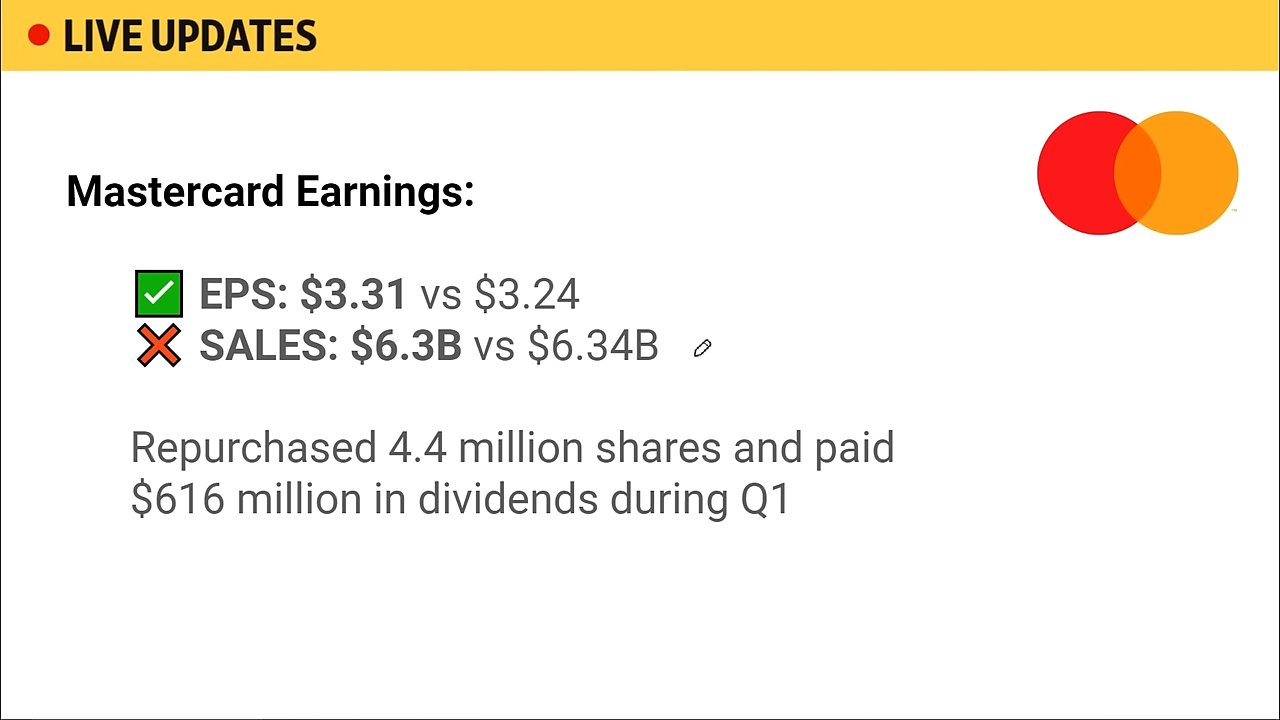 LIVE UPDATES
Mastercard Earnings:
EPS: $3.31 vs $3.24
SALES: $6.3B vs $6.34B
Repurchased 4.4 million shares and paid
$616 million in dividends during Q1